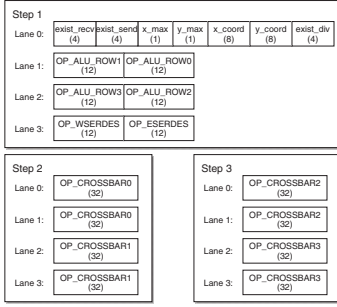 Step 1
Lane 0:
exist_recv (4)
exist_send (4)
x_max (1)
y_max (1)
x_coord (8)
y_coord (8)
exist_div (4)
Lane 1:
OP_ALU_ROW1 (12)
OP_ALU_ROW0 (12)
Lane 2:
OP_ALU_ROW3 (12)
OP_ALU_ROW2 (12)
Lane 3:
OP_WSERDES (12)
OP_ESERDES (12)
Step 2
Lane 0:
OP_CROSSBAR0 (32)
Lane 1:
OP_CROSSBAR0 (32)
Lane 2:
OP_CROSSBAR1 (32)
Lane 3:
OP_CROSSBAR1 (32)
Step 3
Lane 0:
OP_CROSSBAR2 (32)
Lane 1:
OP_CROSSBAR2 (32)
Lane 2:
OP_CROSSBAR3 (32)
Lane 3:
OP_CROSSBAR3 (32)